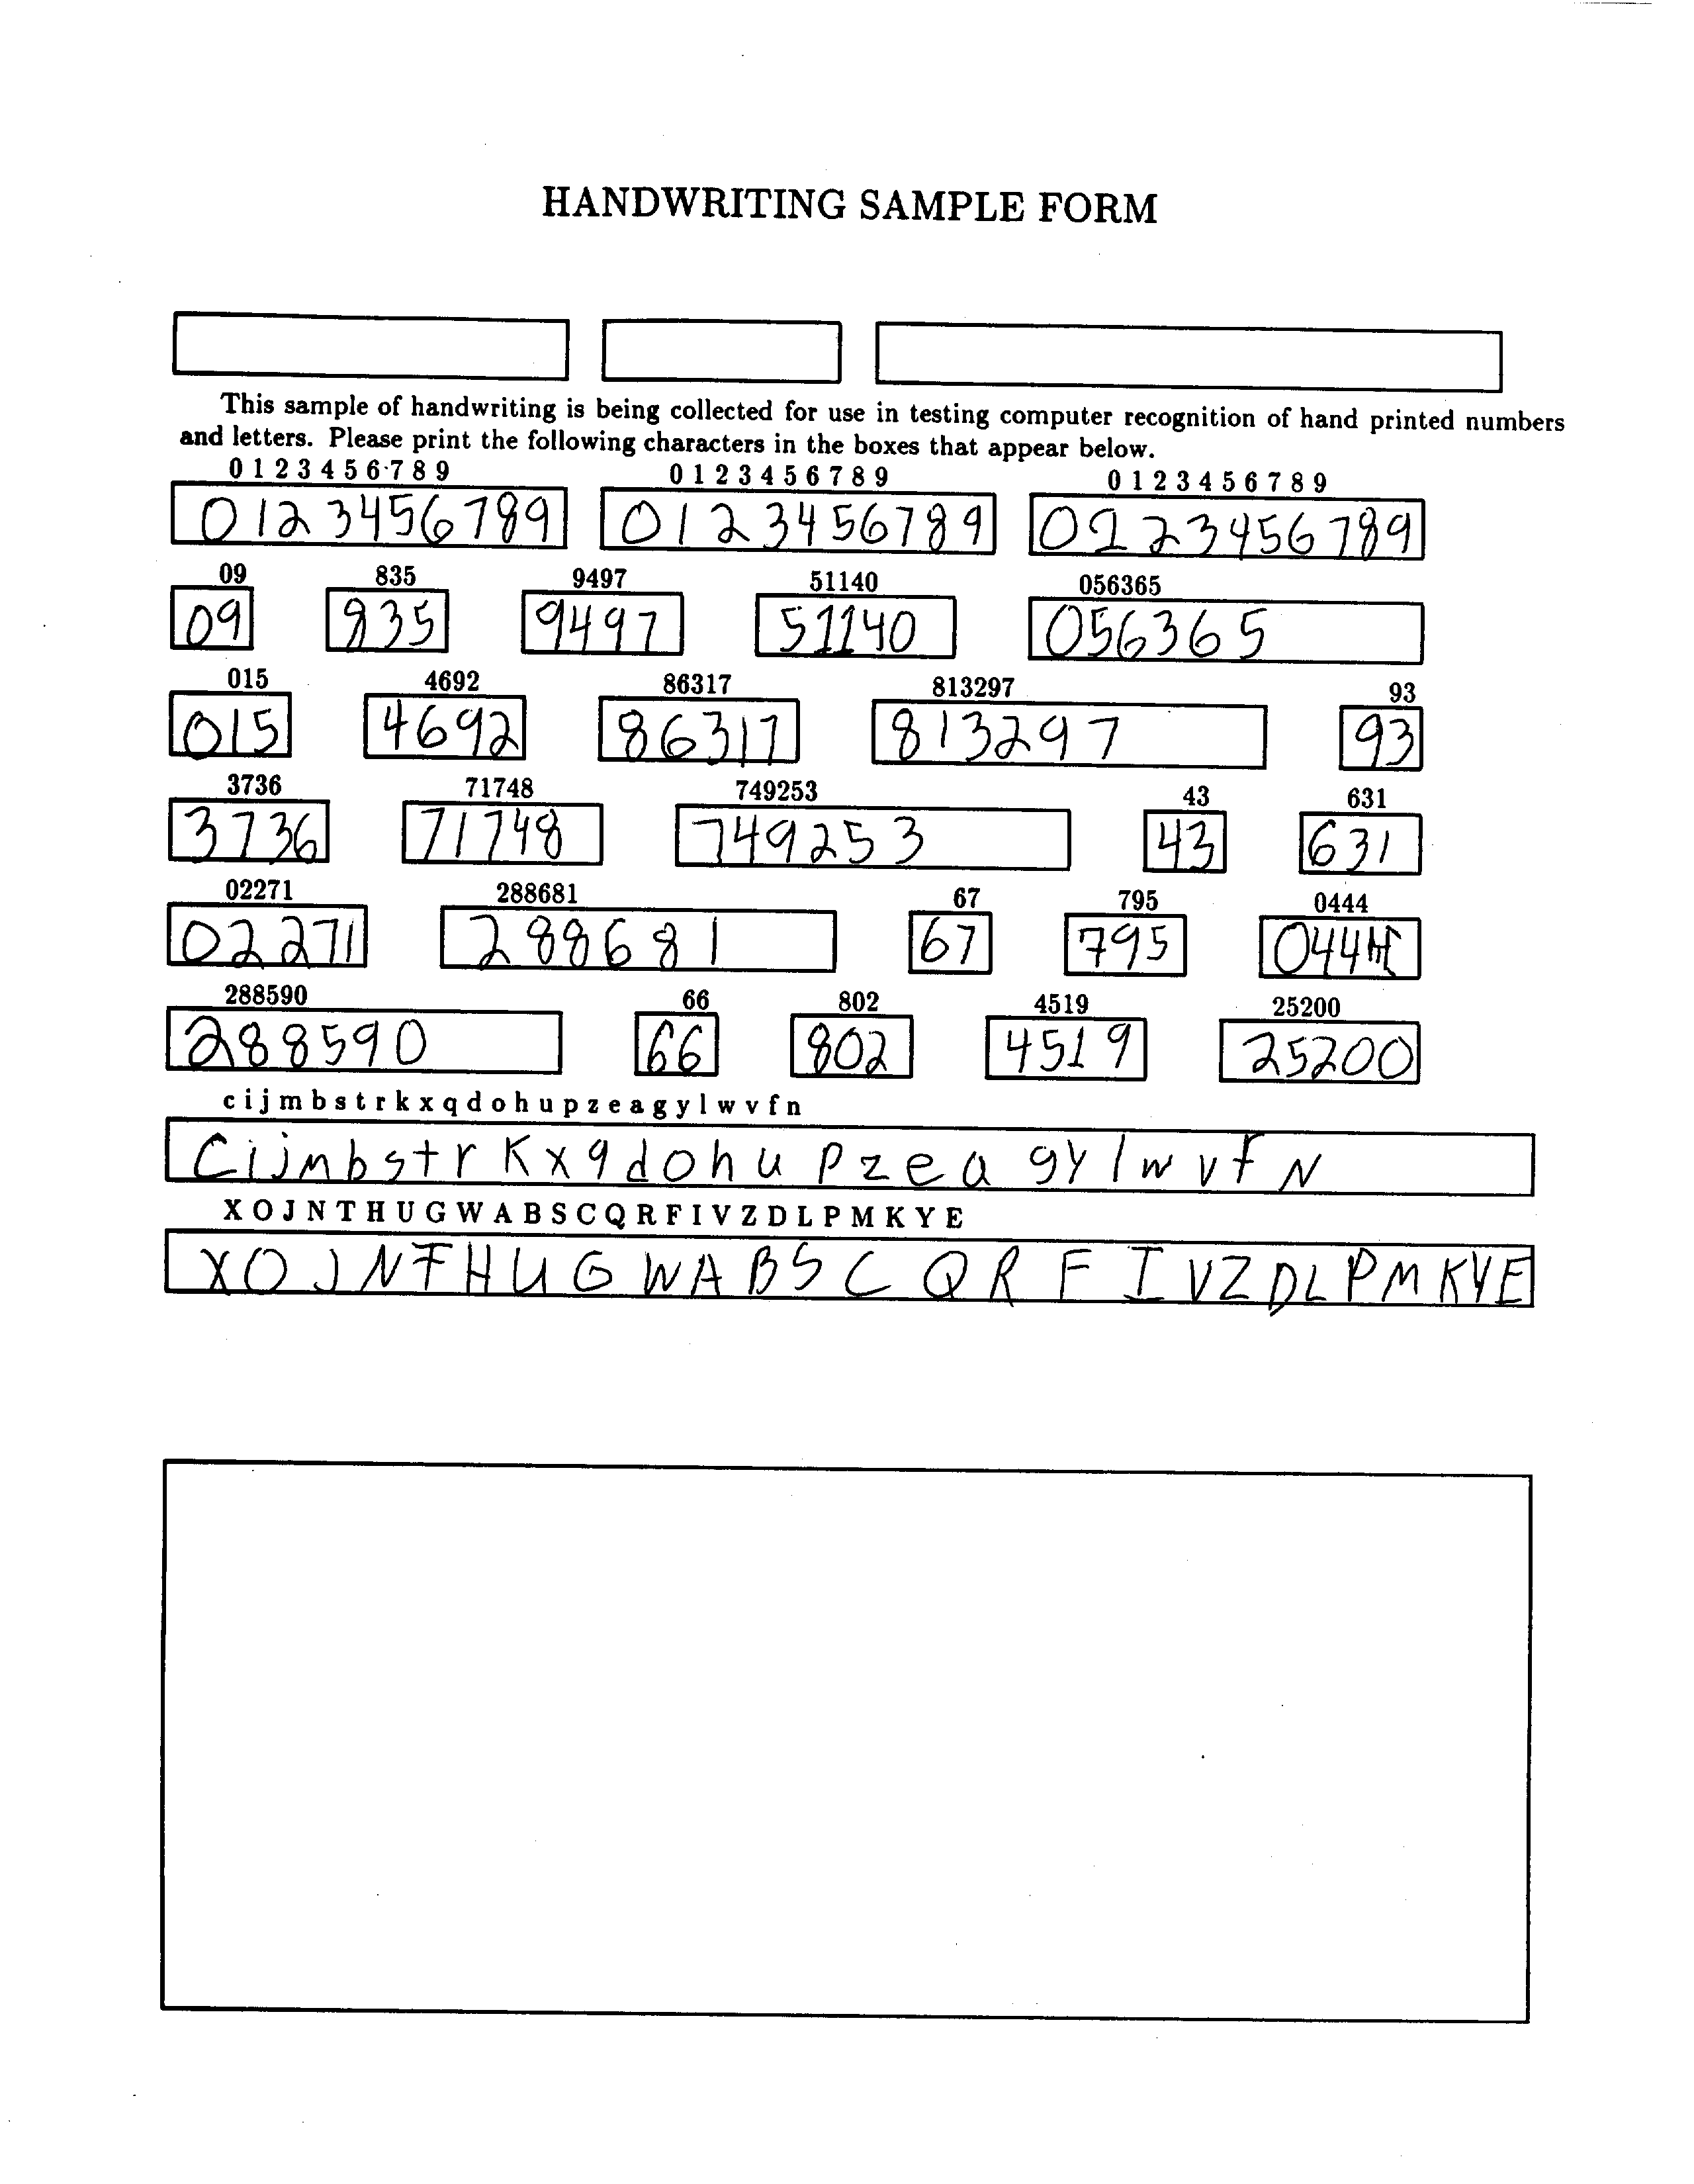 HANDWRITING SAMPLE FORM
This sample of handwriting is being collected for use in testing computer recognition of hand printed numbers
and letters. Please print the following characters in the boxes that appear below.
0 1 2 3 4 5 6 7 8 9 0 1 2 3 4 5 6 7 8 9 0 1 2 3 4 5 6 7 8 9
0123456789 0123456789 0123456789
09 835 9497 51140 056365
09 835 9497 51140 056365
015 4692 86317 813297 93
015 4692 86317 813297 93
3736 71748 749253 43 631
3736 71748 749253 43 631
02271 288681 67 795 0444
02271 288681 67 795 0444
288590 66 802 4519 25200
288590 66 802 4519 25200
c i j m b s t r k x q d o h u p z e a g y l w v f n
C i j m b s t r K x q d o h u p z e a g y l w v f N
X O J N T H U G W A B S C Q R F I V Z D L P M K Y E
X O J N T H U G W A B S C Q R F I V Z D L P M K Y E